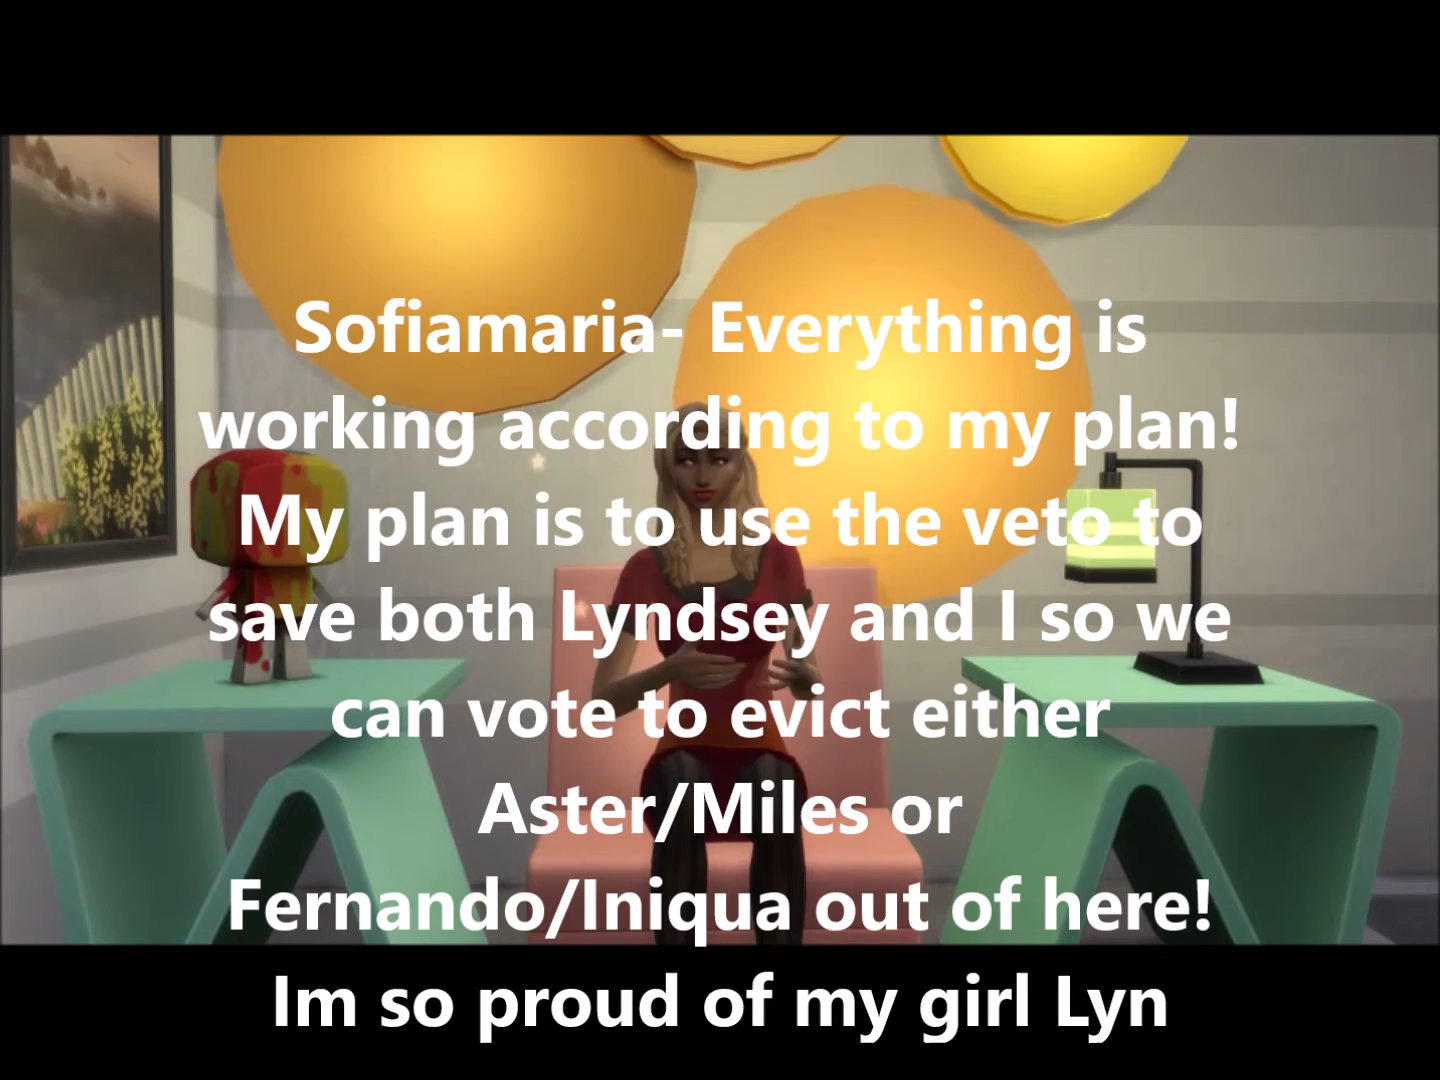 Sofiamaria- Everything is
working according to my plan!
My plan is to use the veto to
save both Lyndsey and I so we
can vote to evict either
Aster/Miles or
Fernando/Iniqua out of here!
Im so proud of my girl Lyn